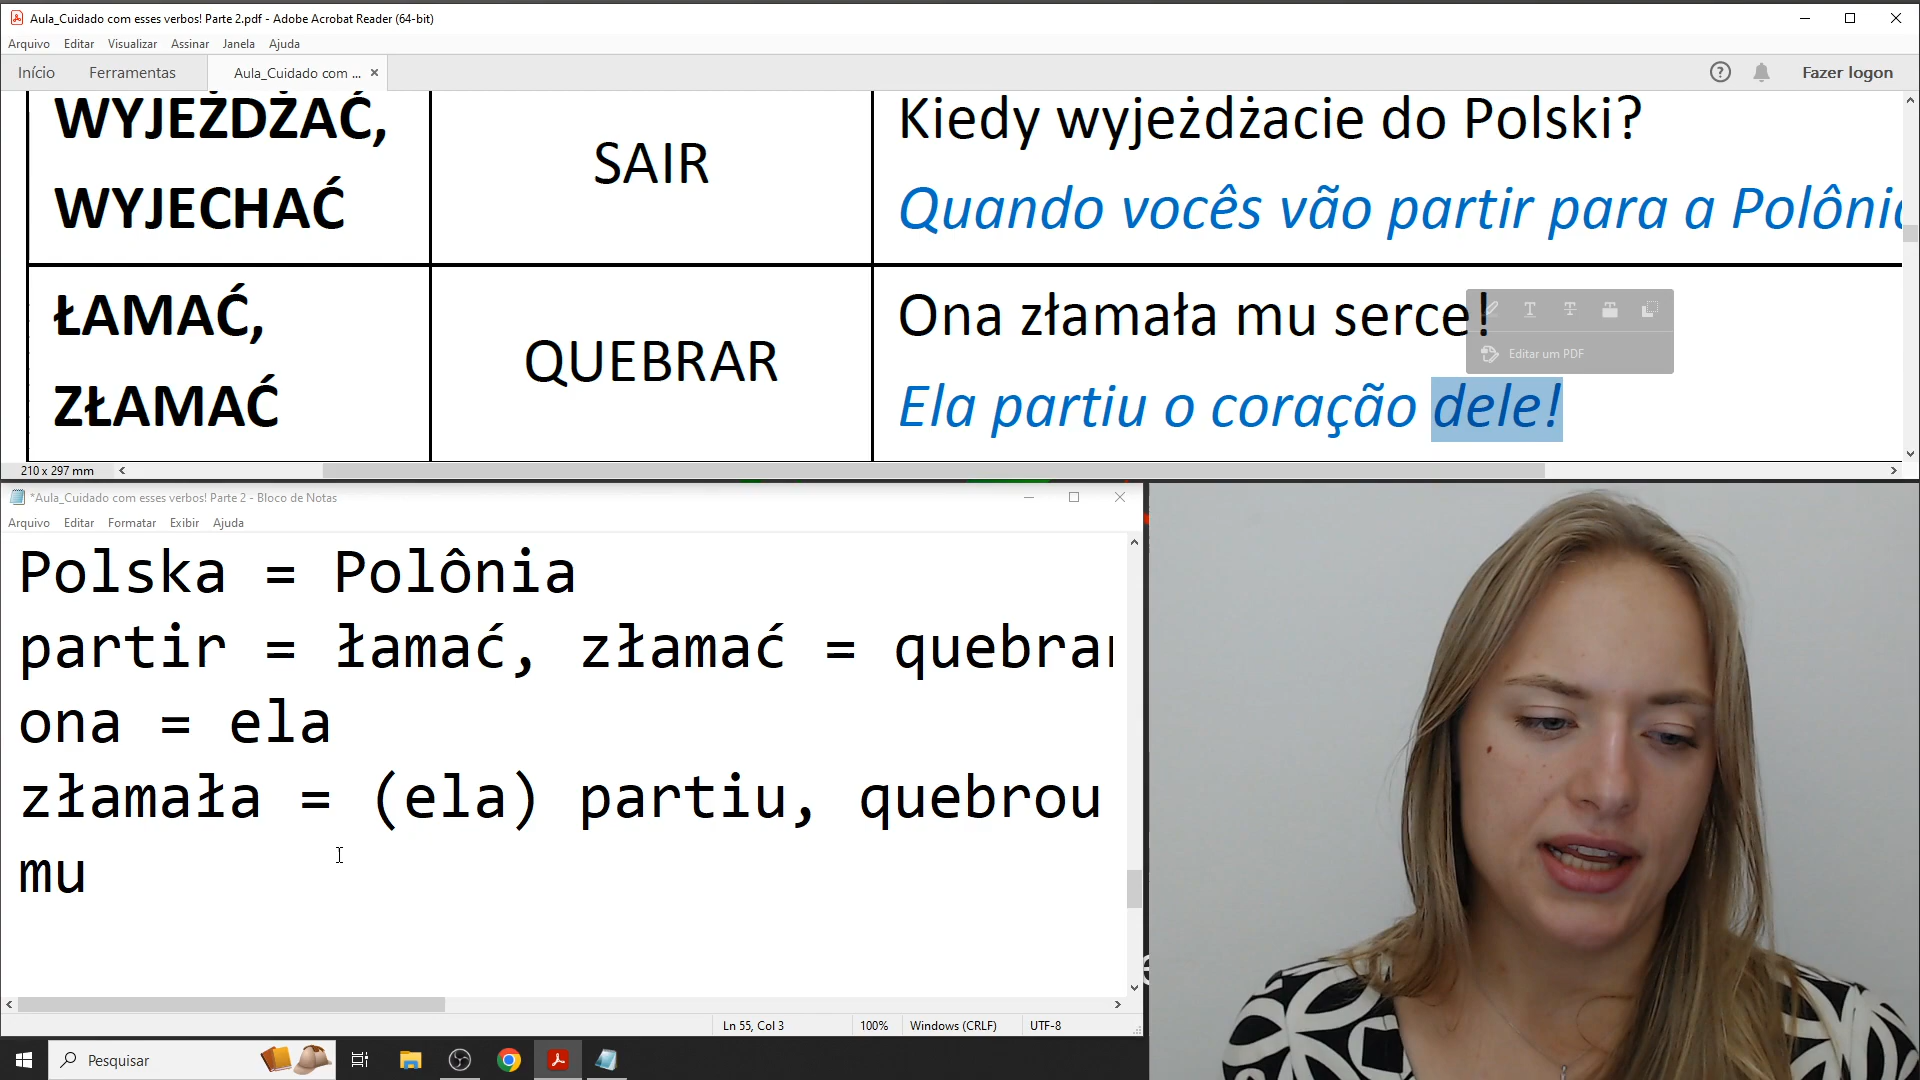 Aula_Cuidado com esses verbos! Parte 2.pdf - Adobe Acrobat Reader (64-bit)
Arquivo Editar Visualizar Assinar Janela Ajuda
Início Ferramentas Aula_Cuidado com ... × Fazer logon
WYJEŻDŻAĆ,
WYJECHAĆ
SAIR
Kiedy wyjeżdżacie do Polski?
Quando vocês vão partir para a Polônia
ŁAMAĆ,
ZŁAMAĆ
QUEBRAR
Ona złamała mu serce!
Editar um PDF
Ela partiu o coração dele!
210 x 297 mm
*Aula_Cuidado com esses verbos! Parte 2 - Bloco de Notas
Arquivo Editar Formatar Exibir Ajuda
Polska = Polônia
partir = łamać, złamać = quebrar
ona = ela
złamała = (ela) partiu, quebrou
mu
Ln 55, Col 3 100% Windows (CRLF) UTF-8
Pesquisar